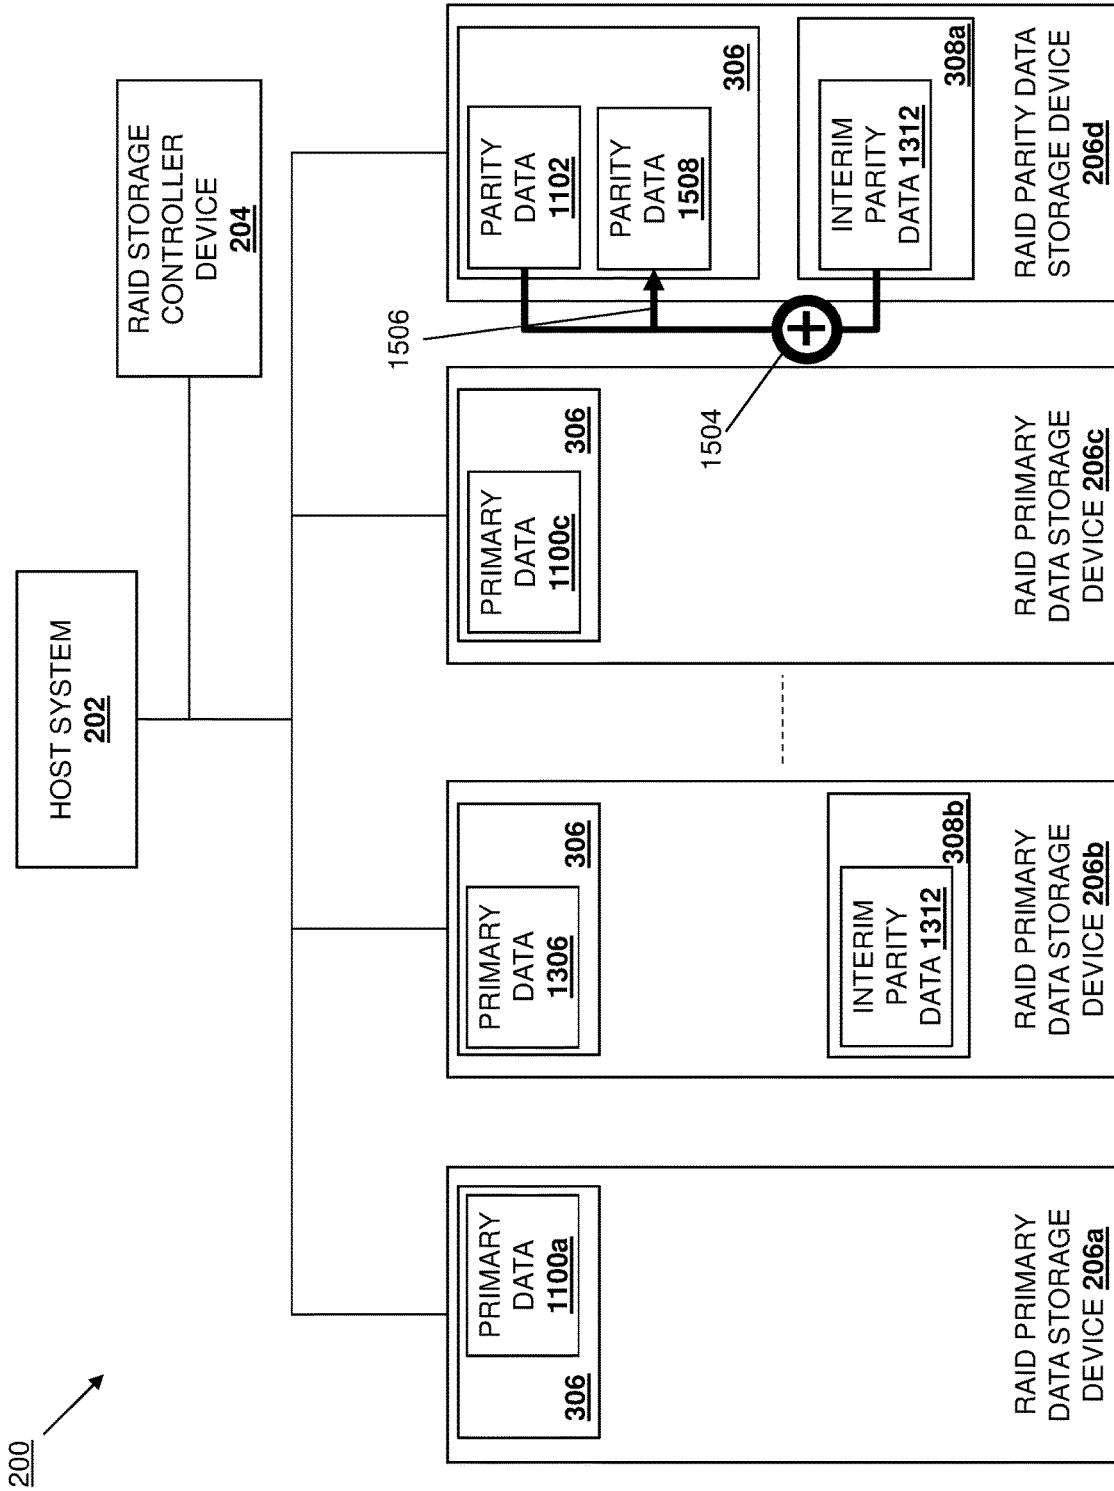 200
HOST SYSTEM
202
RAID STORAGE
CONTROLLER
DEVICE
204
PRIMARY
DATA
1100a
306
RAID PRIMARY
DATA STORAGE
DEVICE 206a
PRIMARY
DATA
1306
306
INTERIM
PARITY
DATA 1312
308b
RAID PRIMARY
DATA STORAGE
DEVICE 206b
PRIMARY
DATA
1100c
306
RAID PRIMARY
DATA STORAGE
DEVICE 206c
1506
1504
PARITY
DATA
1102
PARITY
DATA
1508
306
INTERIM
PARITY
DATA 1312
308a
RAID PARITY DATA
STORAGE DEVICE
206d